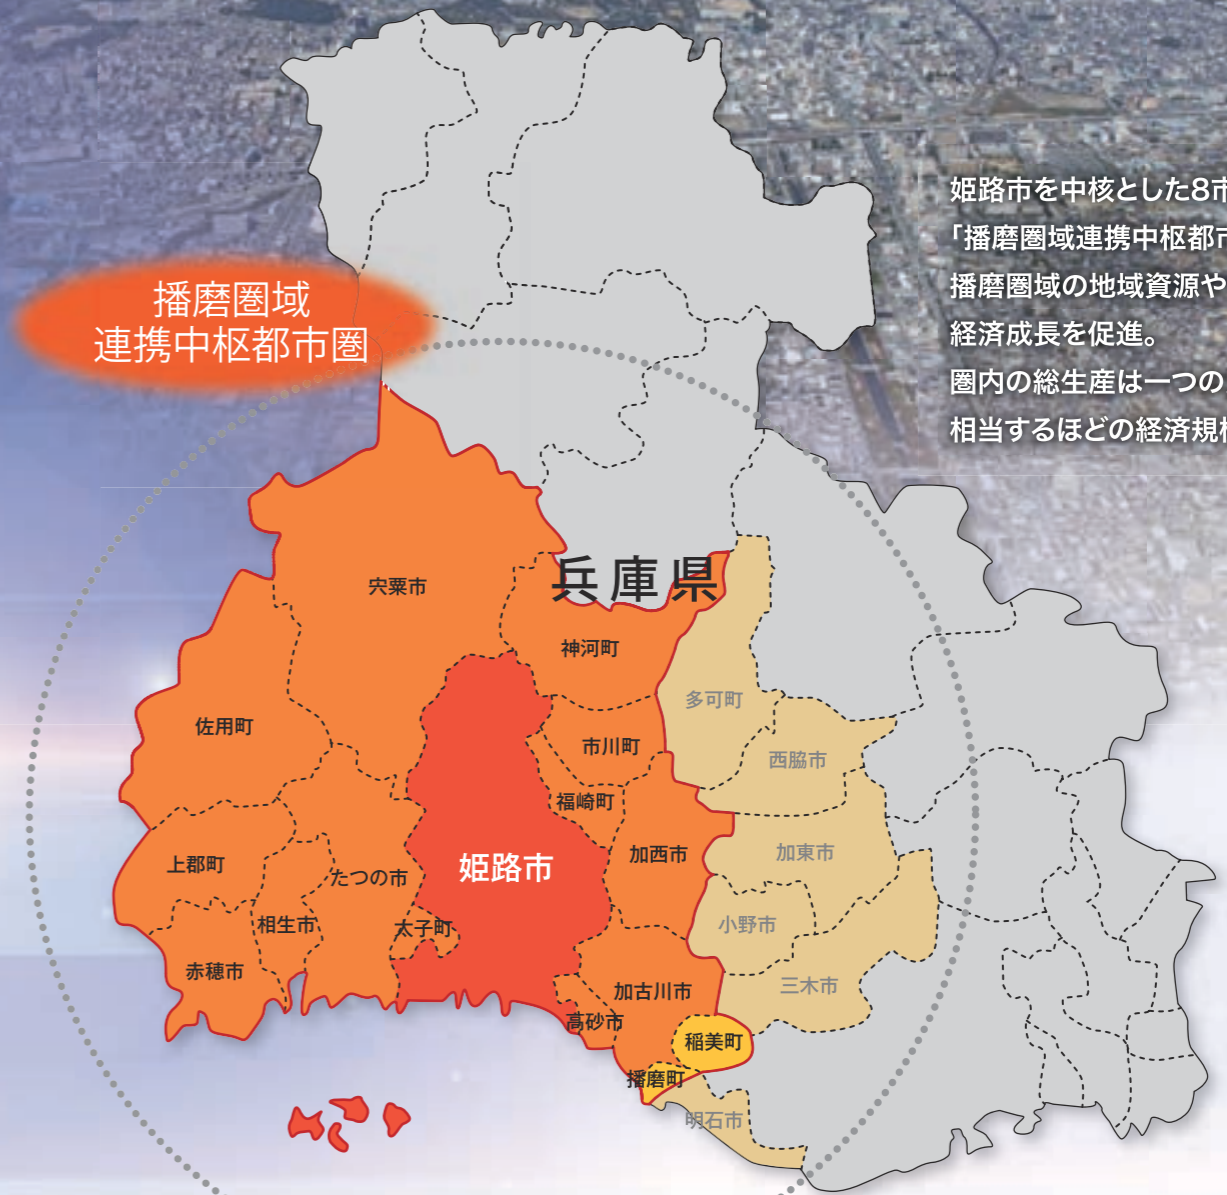 播磨圏域
連携中枢都市圏
姫路市を中核とした8市
「播磨圏域連携中枢都市
播磨圏域の地域資源や
経済成長を促進。
圏内の総生産は一つの
相当するほどの経済規模
兵庫県
宍粟市
神河町
多可町
佐用町
市川町
西脇市
福崎町
加西市
加東市
上郡町
姫路市
たつの市
相生市
太子町
小野市
赤穂市
加古川市
三木市
高砂市
稲美町
播磨町
明石市